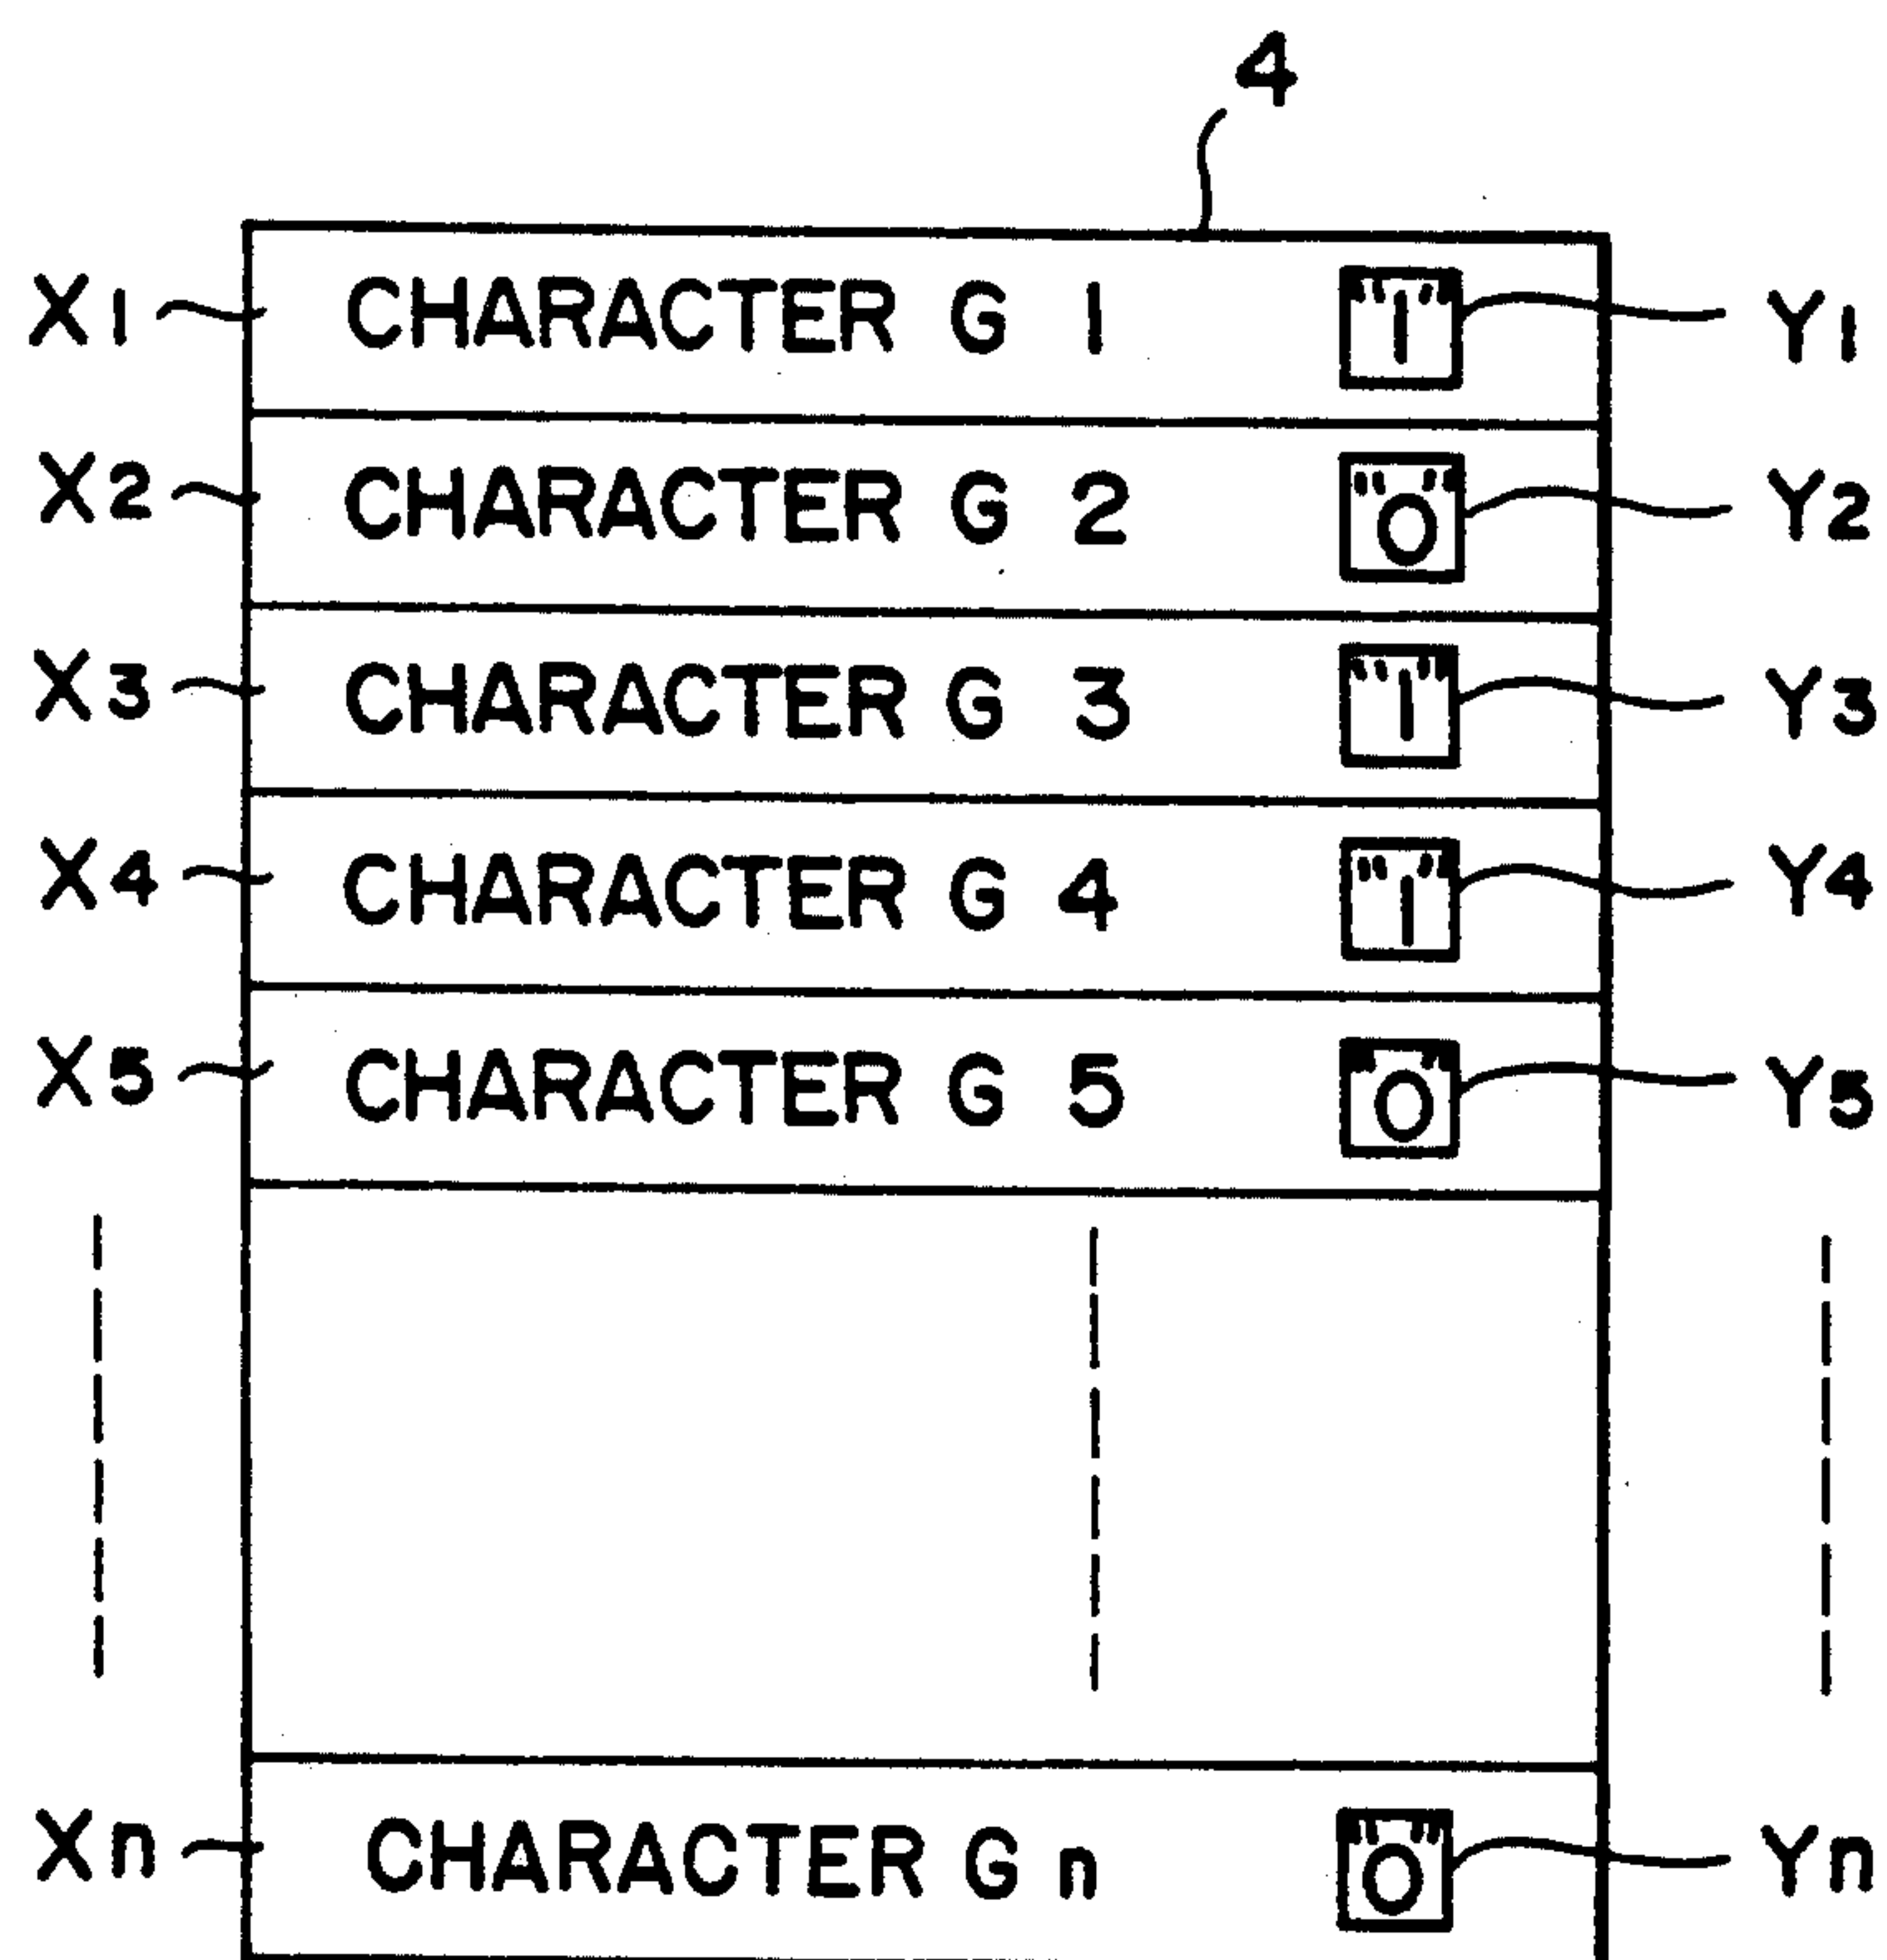 4
X1 CHARACTER G 1 "1" Y1
X2 CHARACTER G 2 "0" Y2
X3 CHARACTER G 3 "1" Y3
X4 CHARACTER G 4 "1" Y4
X5 CHARACTER G 5 "0" Y5
Xn CHARACTER G n "0" Yn